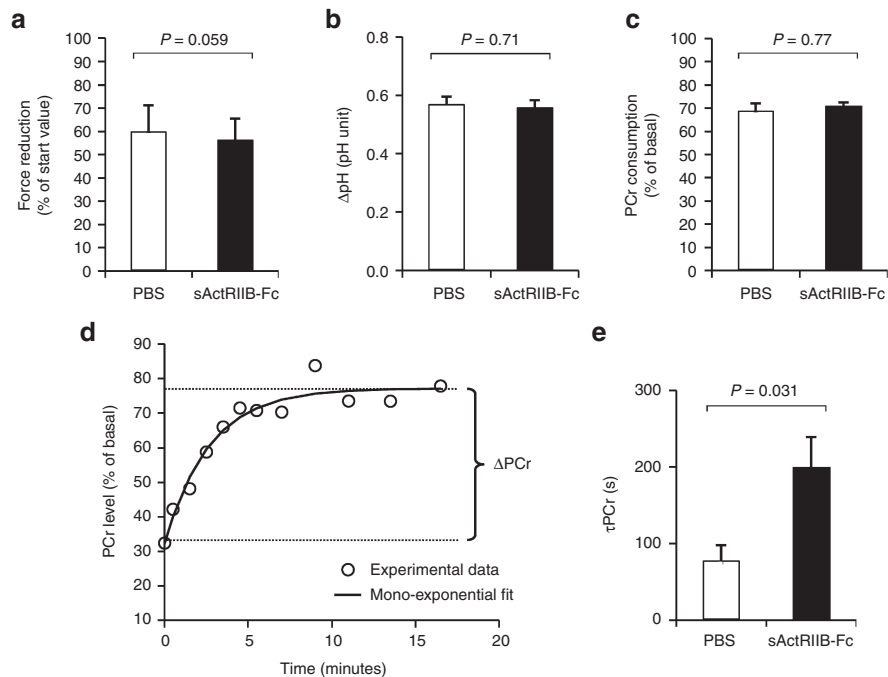 a
P = 0.059
Force reduction
(% of start value)
100
90
80
70
60
50
40
30
20
10
0
PBS
sActRIIB-Fc
b
P = 0.71
ΔpH (pH unit)
0.8
0.6
0.4
0.2
0.0
PBS
sActRIIB-Fc
c
P = 0.77
PCr consumption
(% of basal)
100
90
80
70
60
50
40
30
20
10
0
PBS
sActRIIB-Fc
d
PCr level (% of basal)
90
80
70
60
50
40
30
20
10
ΔPCr
Experimental data
Mono-exponential fit
0
5
10
15
20
Time (minutes)
e
P = 0.031
τPCr (s)
300
200
100
0
PBS
sActRIIB-Fc